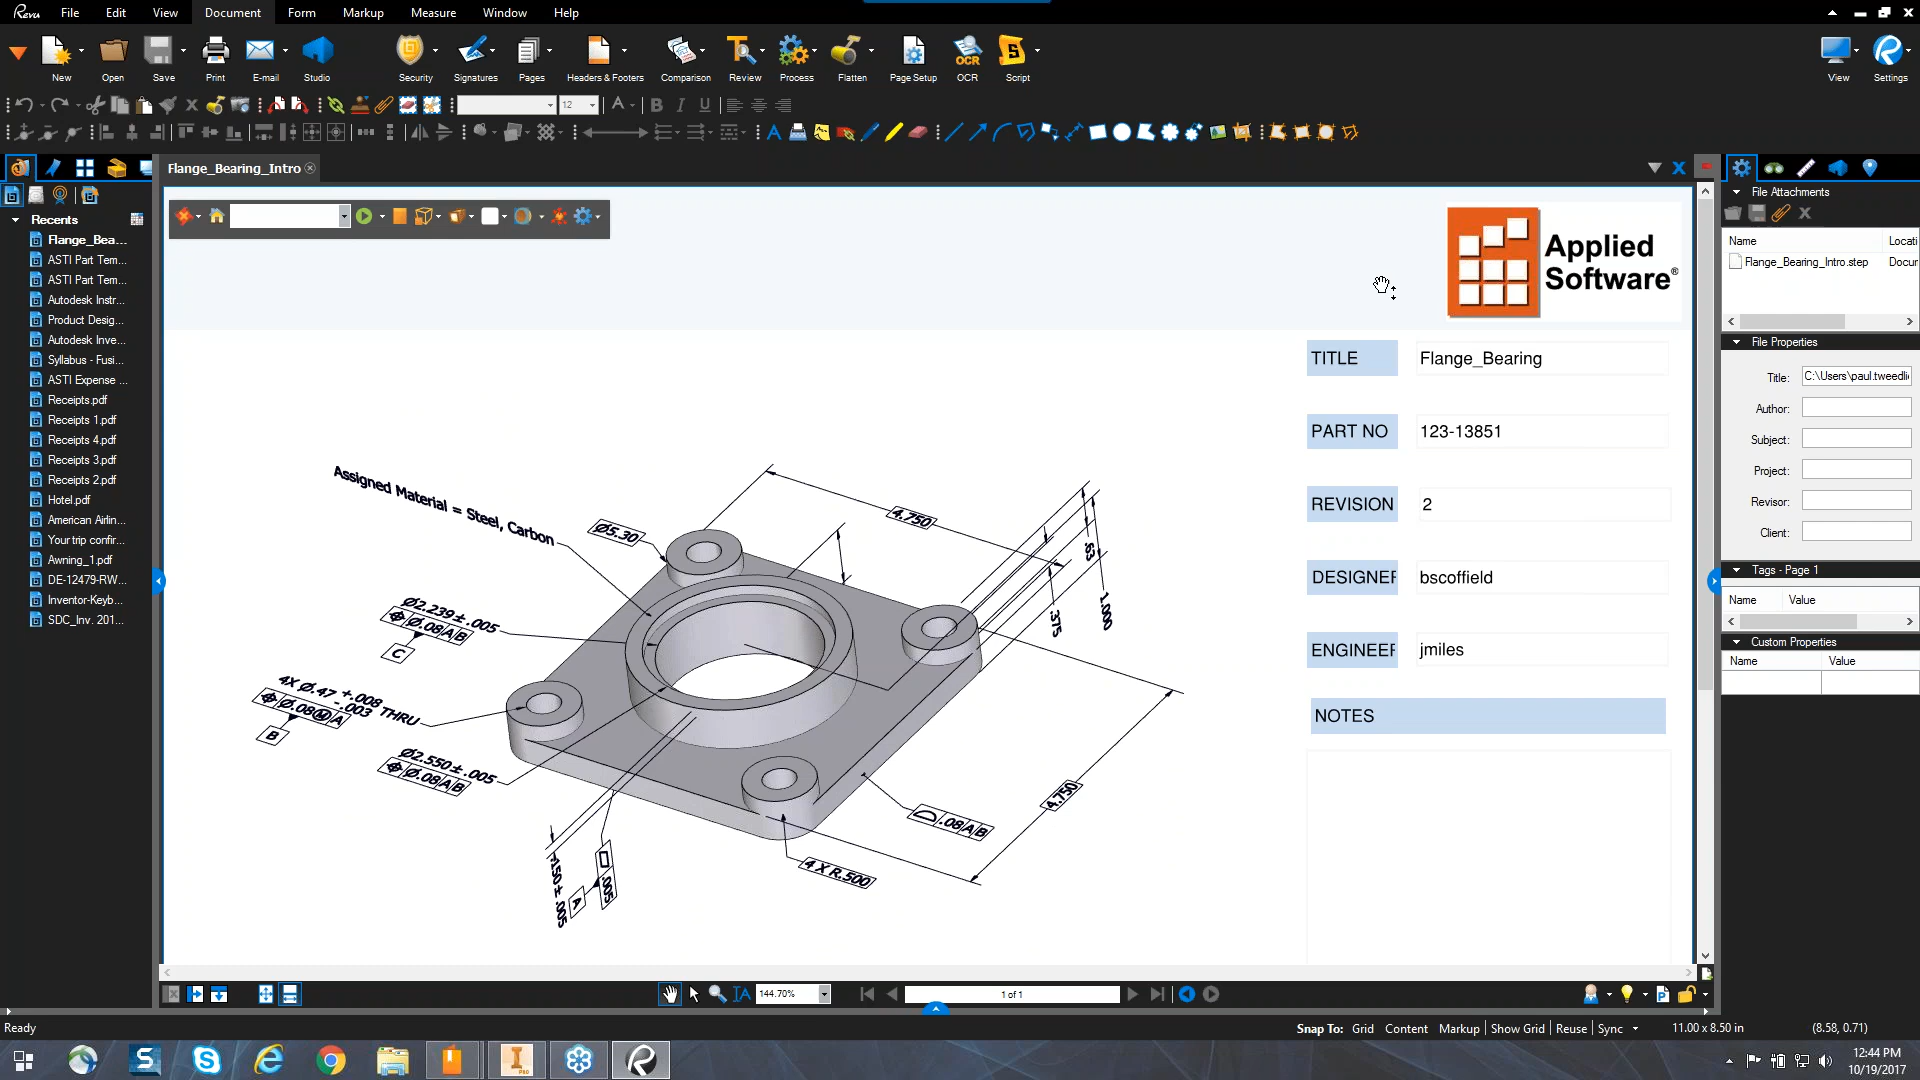 Revu File Edit View Document Form Markup Measure Window Help
New Open Save Print E-mail Studio Security Signatures Pages Headers & Footers Comparison Review Process Flatten Page Setup OCR Script View Settings
12
Flange_Bearing_Intro
Recents
Flange_Bea...
ASTI Part Tem...
ASTI Part Tem...
Autodesk Instr...
Product Desig...
Autodesk Inve...
Syllabus - Fusi...
ASTI Expense ...
Receipts.pdf
Receipts 1.pdf
Receipts 4.pdf
Receipts 3.pdf
Receipts 2.pdf
Hotel.pdf
American Airlin...
Your trip confir...
Awning_1.pdf
DE-12479-RW...
Inventor-Keyb...
SDC_Inv. 201...
Applied
Software®
TITLE Flange_Bearing
PART NO 123-13851
REVISION 2
DESIGNER bscoffield
ENGINEER jmiles
NOTES
Assigned Material = Steel, Carbon
Ø5.30
4.750
.63
1.000
.375
Ø2.239±.005
Ø.08 A B
C
4X Ø.47 +.008 -.003 THRU
Ø.08 Ⓜ A
B
Ø2.550±.005
Ø.08 A B
4.750
.08 A B
4 X R.500
.150±.005
A
.005
File Attachments
Name Locati
Flange_Bearing_Intro.step Docur
File Properties
Title: C:\Users\paul.tweedli
Author:
Subject:
Project:
Revisor:
Client:
Tags - Page 1
Name Value
Custom Properties
Name Value
144.70%
1 of 1
Ready
Snap To: Grid Content Markup Show Grid Reuse Sync 11.00 x 8.50 in (8.58, 0.71)
12:44 PM
10/19/2017